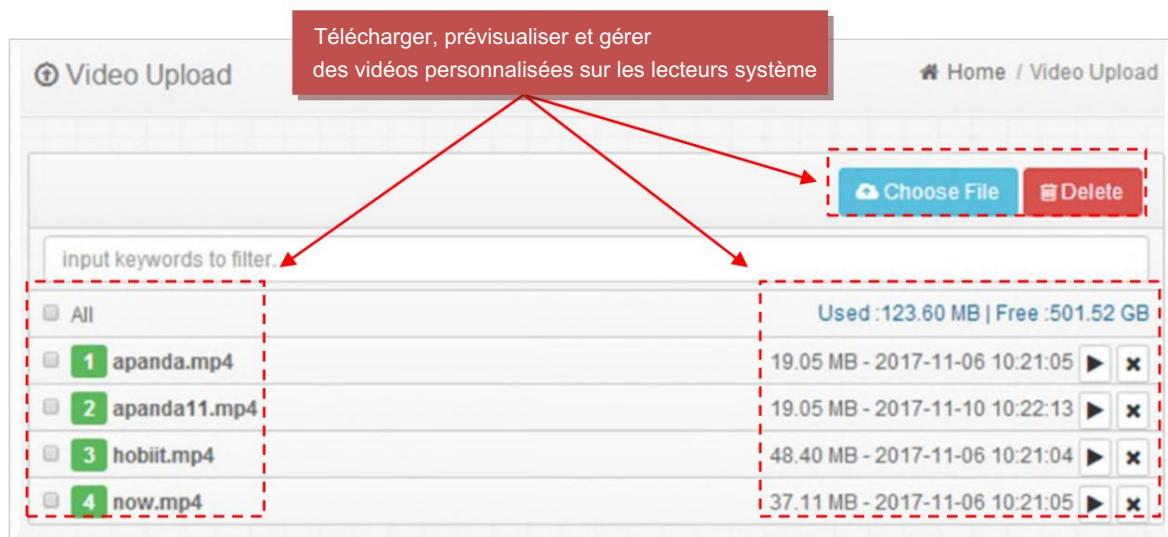 Télécharger, prévisualiser et gérer
des vidéos personnalisées sur les lecteurs système
Video Upload
Home / Video Upload
Choose File
Delete
input keywords to filter.
All
Used :123.60 MB | Free :501.52 GB
1 apanda.mp4 19.05 MB - 2017-11-06 10:21:05
2 apanda11.mp4 19.05 MB - 2017-11-10 10:22:13
3 hobiit.mp4 48.40 MB - 2017-11-06 10:21:04
4 now.mp4 37.11 MB - 2017-11-06 10:21:05